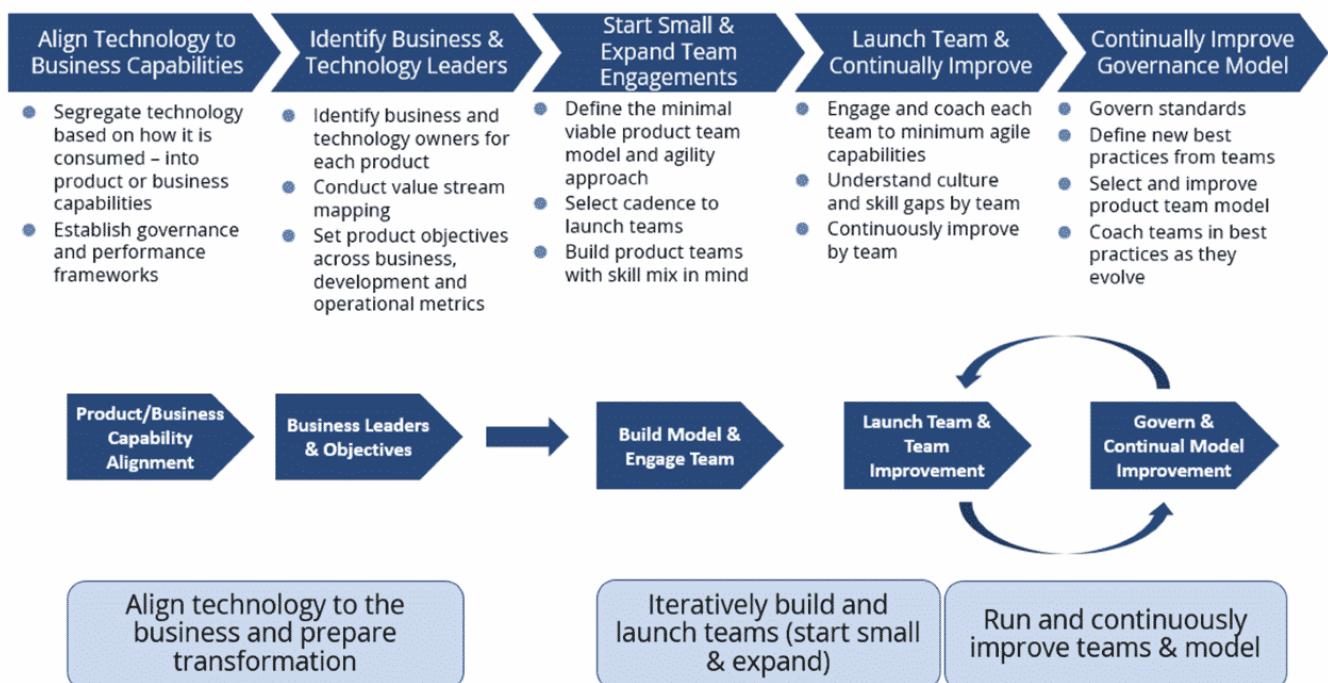 Align Technology to
Business Capabilities
Segregate technology
based on how it is
consumed – into
product or business
capabilities
Establish governance
and performance
frameworks
Identify Business &
Technology Leaders
Identify business and
technology owners for
each product
Conduct value stream
mapping
Set product objectives
across business,
development and
operational metrics
Start Small &
Expand Team
Engagements
Define the minimal
viable product team
model and agility
approach
Select cadence to
launch teams
Build product teams
with skill mix in mind
Launch Team &
Continually Improve
Engage and coach each
team to minimum agile
capabilities
Understand culture
and skill gaps by team
Continuously improve
by team
Continually Improve
Governance Model
Govern standards
Define new best
practices from teams
Select and improve
product team model
Coach teams in best
practices as they
evolve
Product/Business
Capability
Alignment
Business Leaders
& Objectives
Build Model &
Engage Team
Launch Team &
Team
Improvement
Govern &
Continual Model
Improvement
Align technology to the
business and prepare
transformation
Iteratively build and
launch teams (start small
& expand)
Run and continuously
improve teams & model